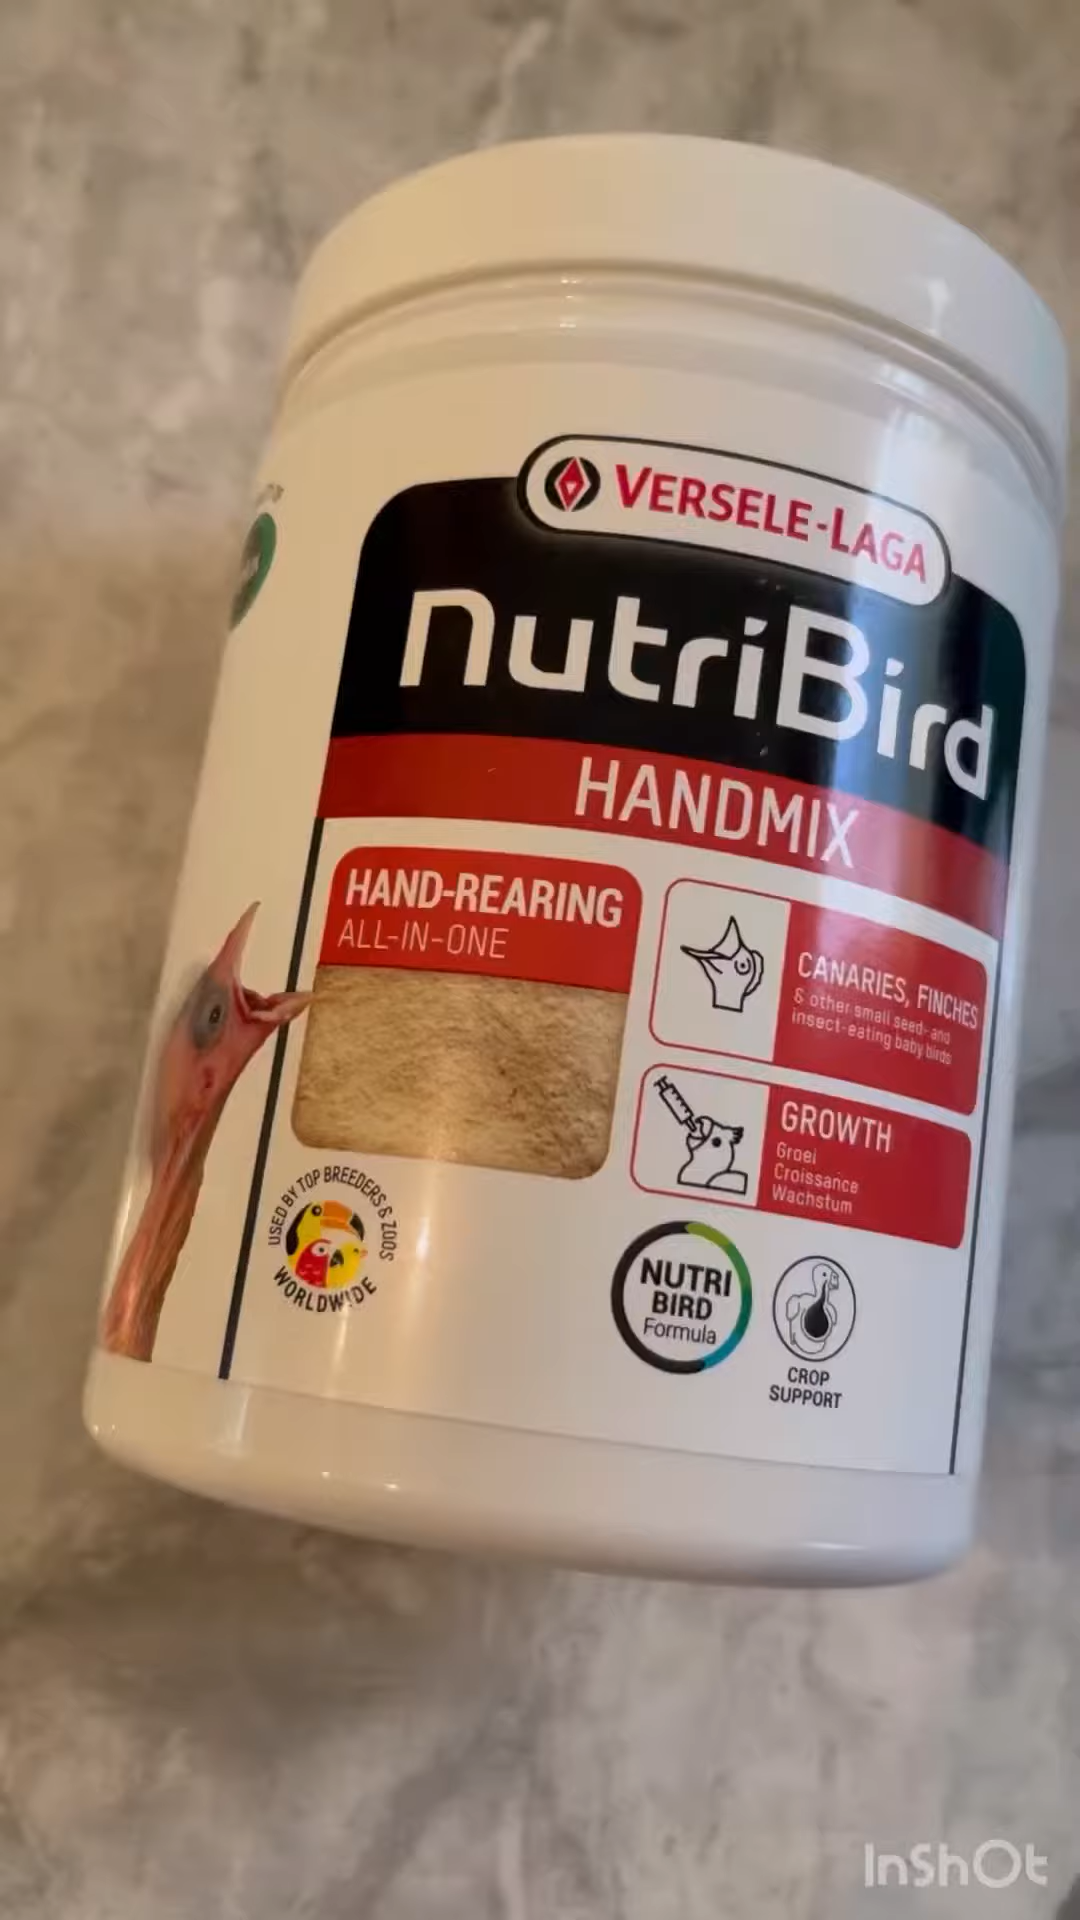 VERSELE-LAGA
nutriBird
HANDMIX
HAND-REARING
ALL-IN-ONE
CANARIES, FINCHES
& other small seed- and
insect-eating baby birds
GROWTH
Groei
Croissance
Wachstum
USED BY TOP BREEDERS & ZOOS
WORLDWIDE
NUTRI
BIRD
Formula
CROP
SUPPORT
InShOt